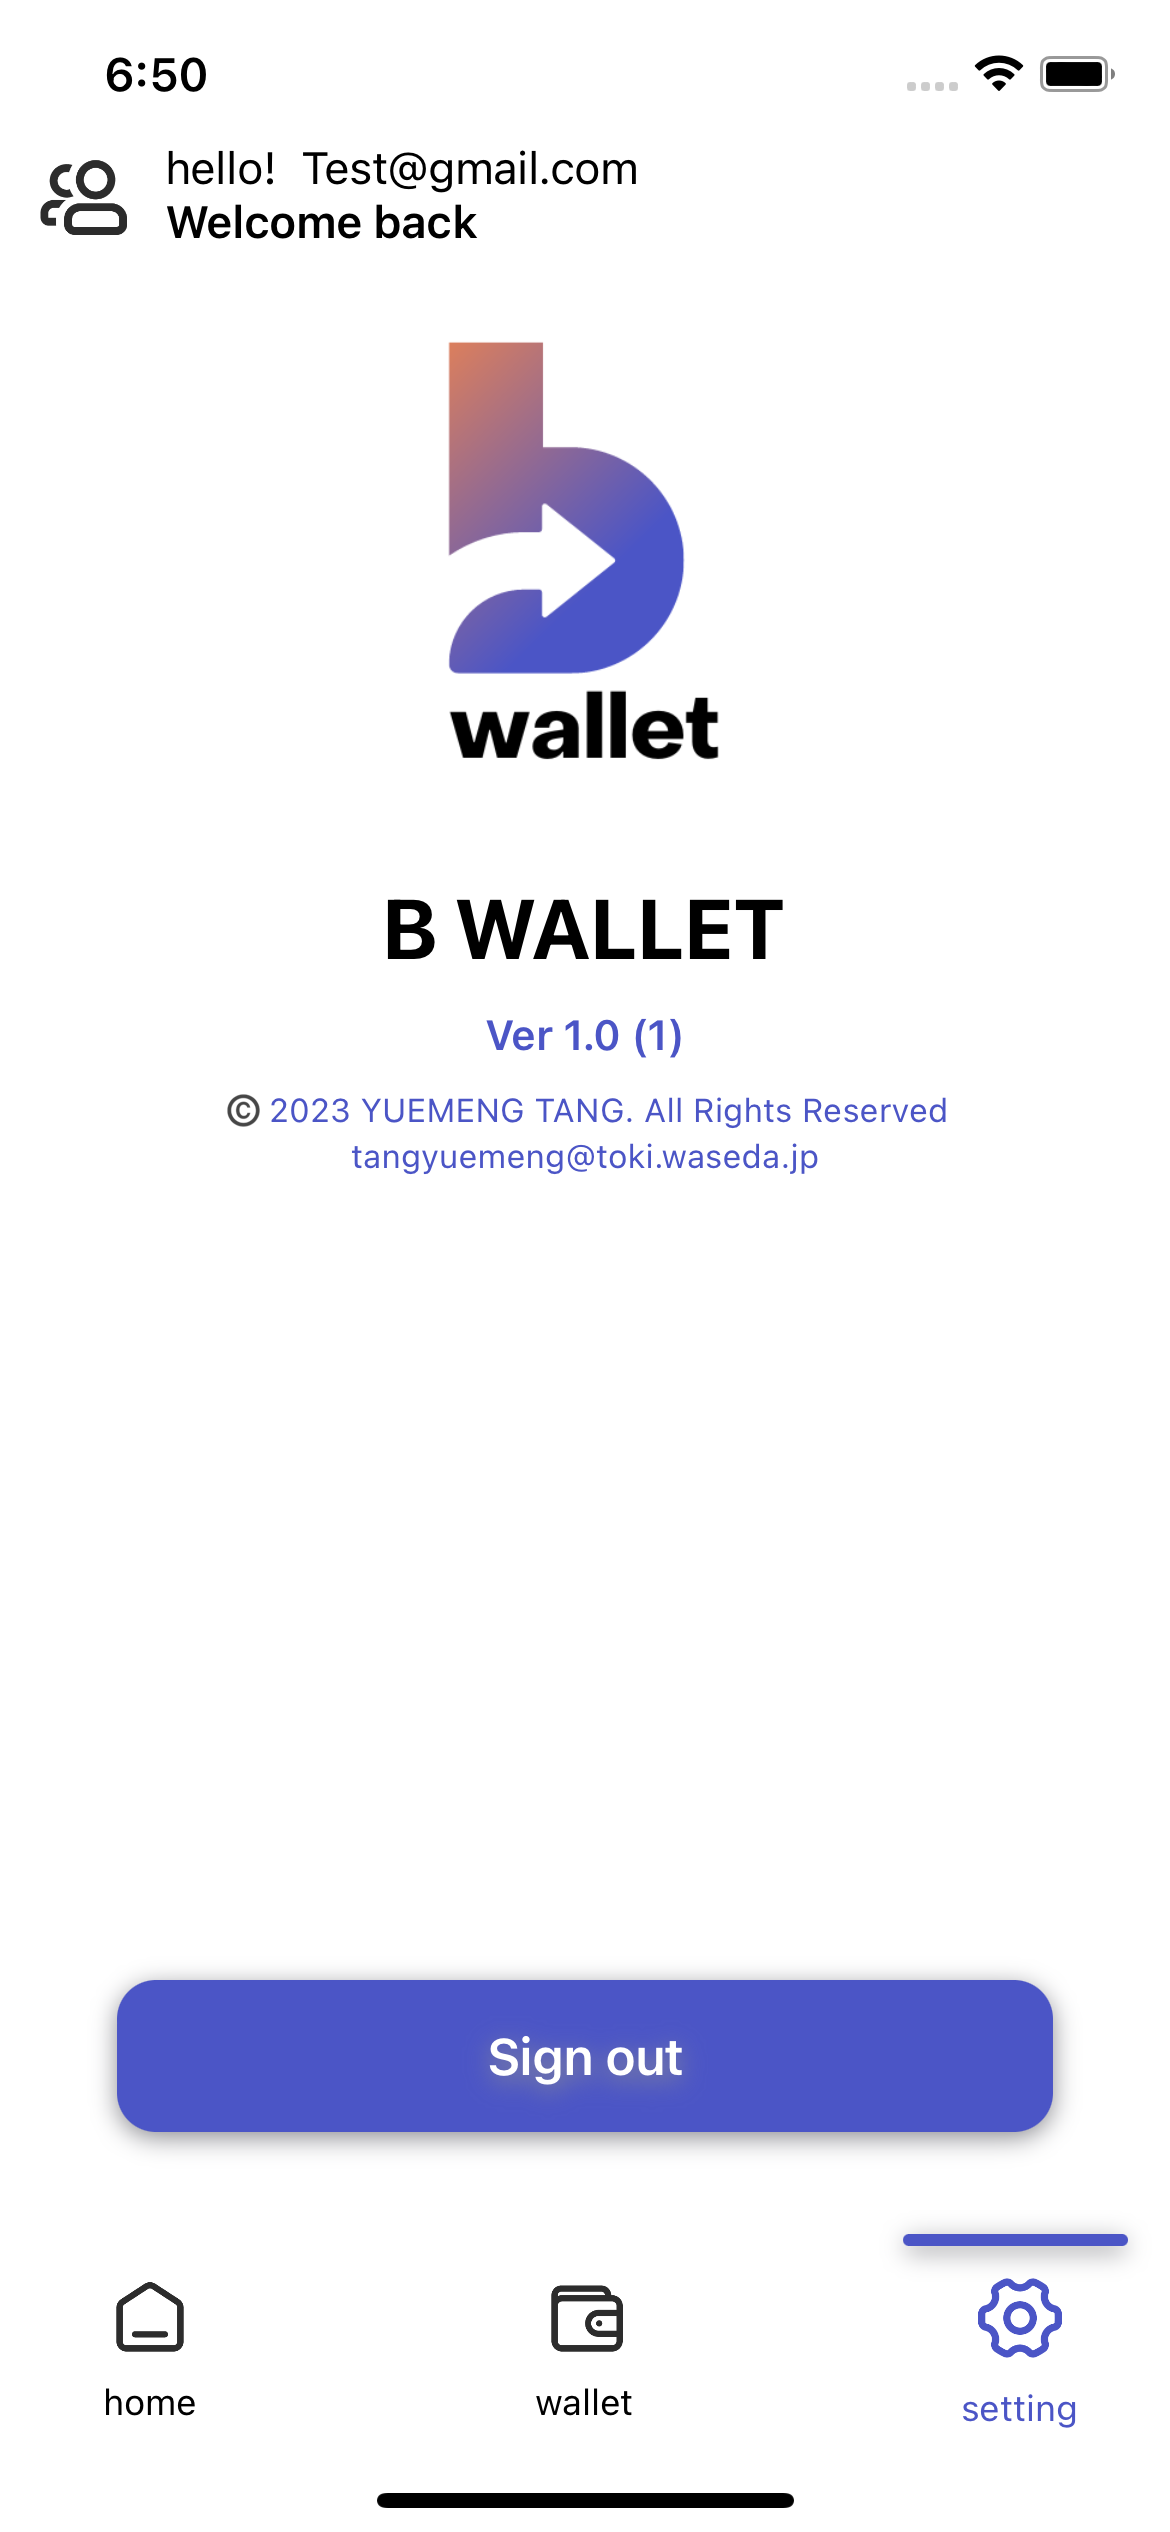 6:50
hello! Test@gmail.com
Welcome back
b
wallet
B WALLET
Ver 1.0 (1)
© 2023 YUEMENG TANG. All Rights Reserved
tangyuemeng@toki.waseda.jp
Sign out
home wallet setting